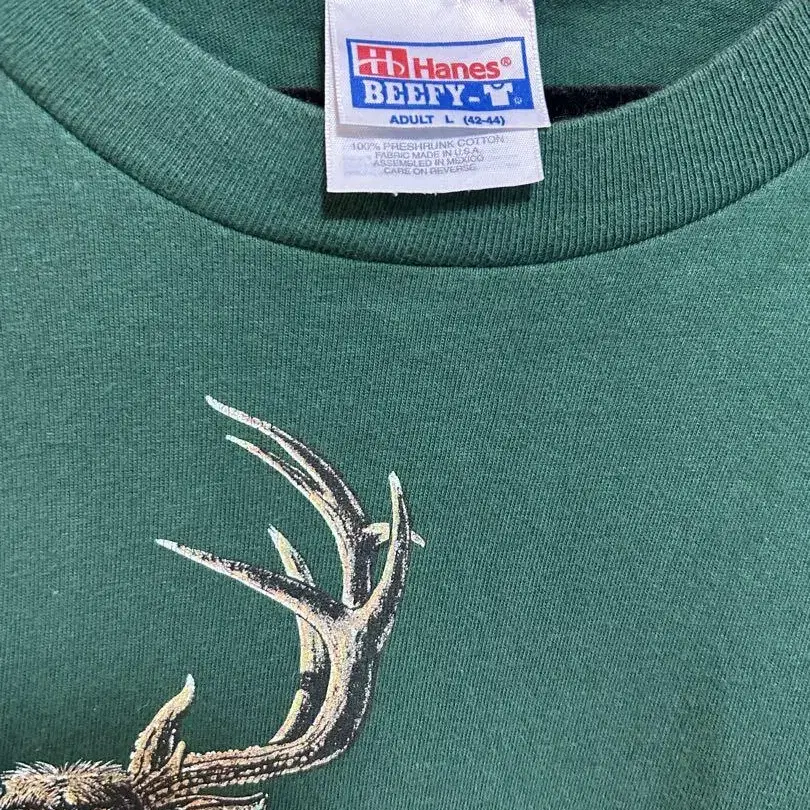 Hanes®
BEEFY-T®
ADULT L (42-44)
100% PRESHRUNK COTTON
FABRIC MADE IN U.S.A.
ASSEMBLED IN MEXICO
CARE ON REVERSE